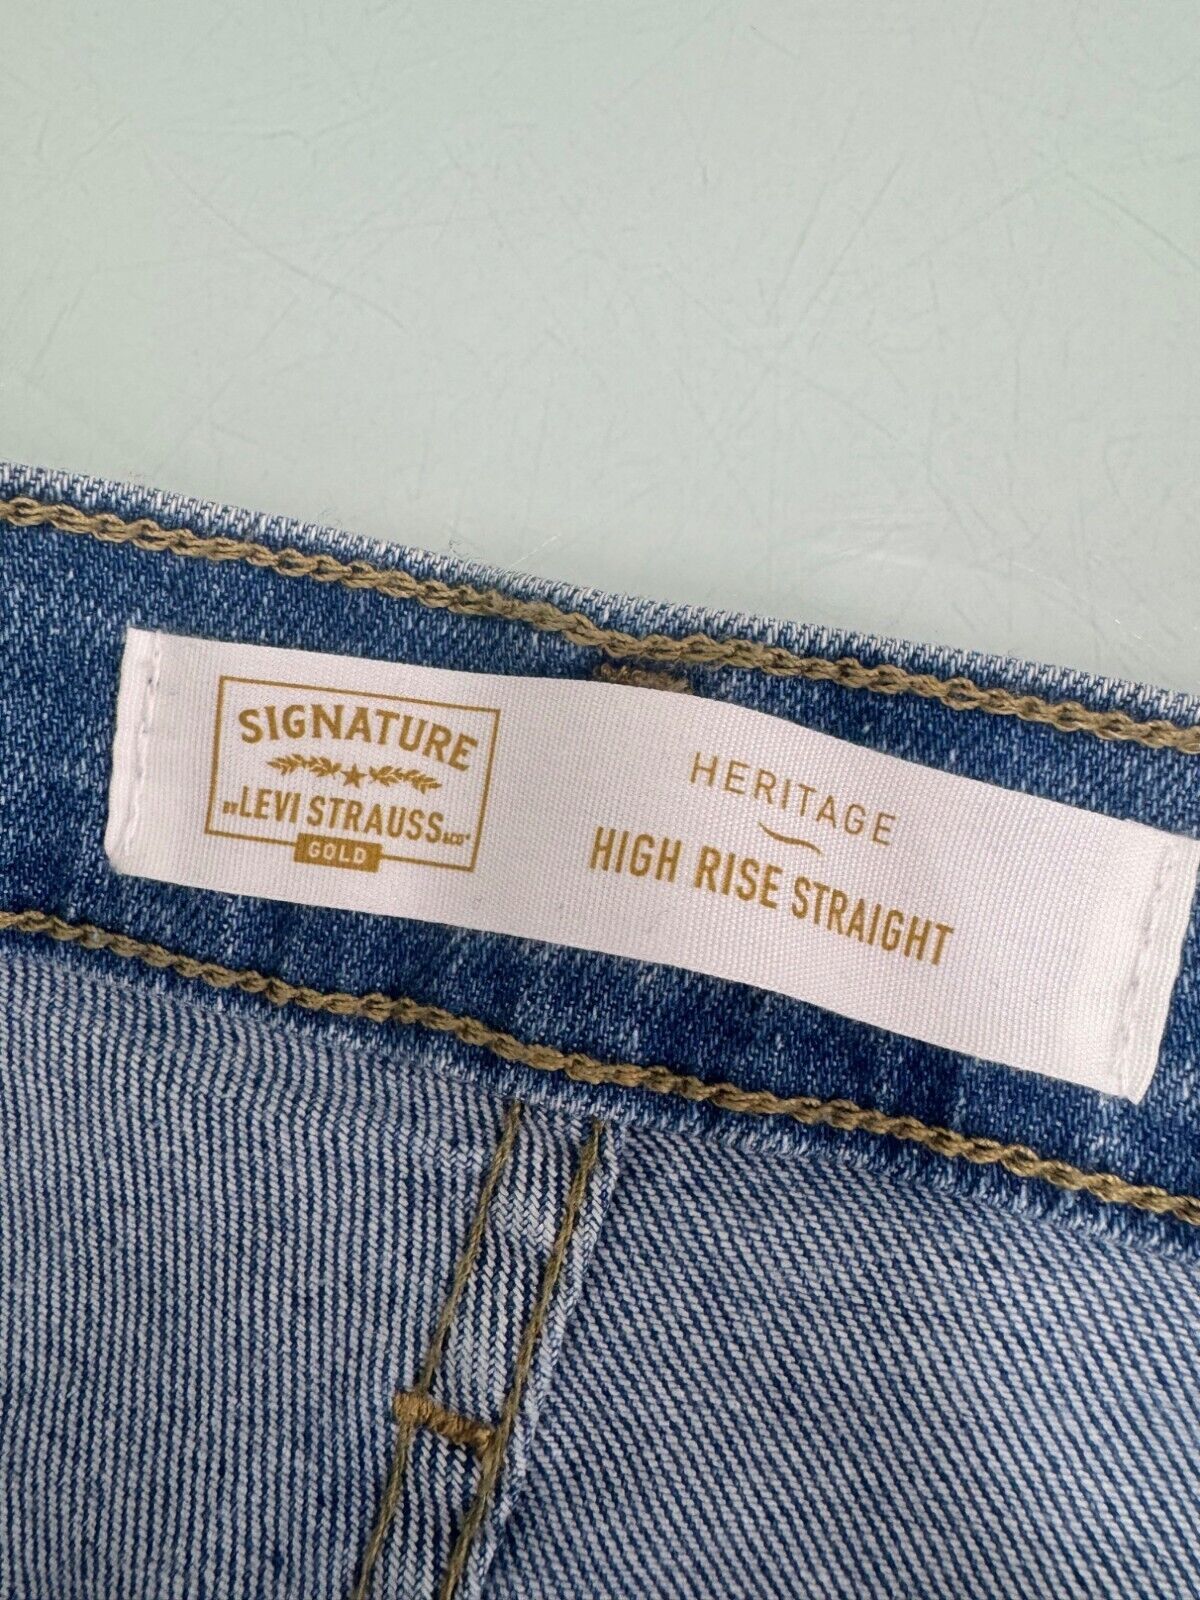 SIGNATURE
BY LEVI STRAUSS &CO®
GOLD
HERITAGE
HIGH RISE STRAIGHT